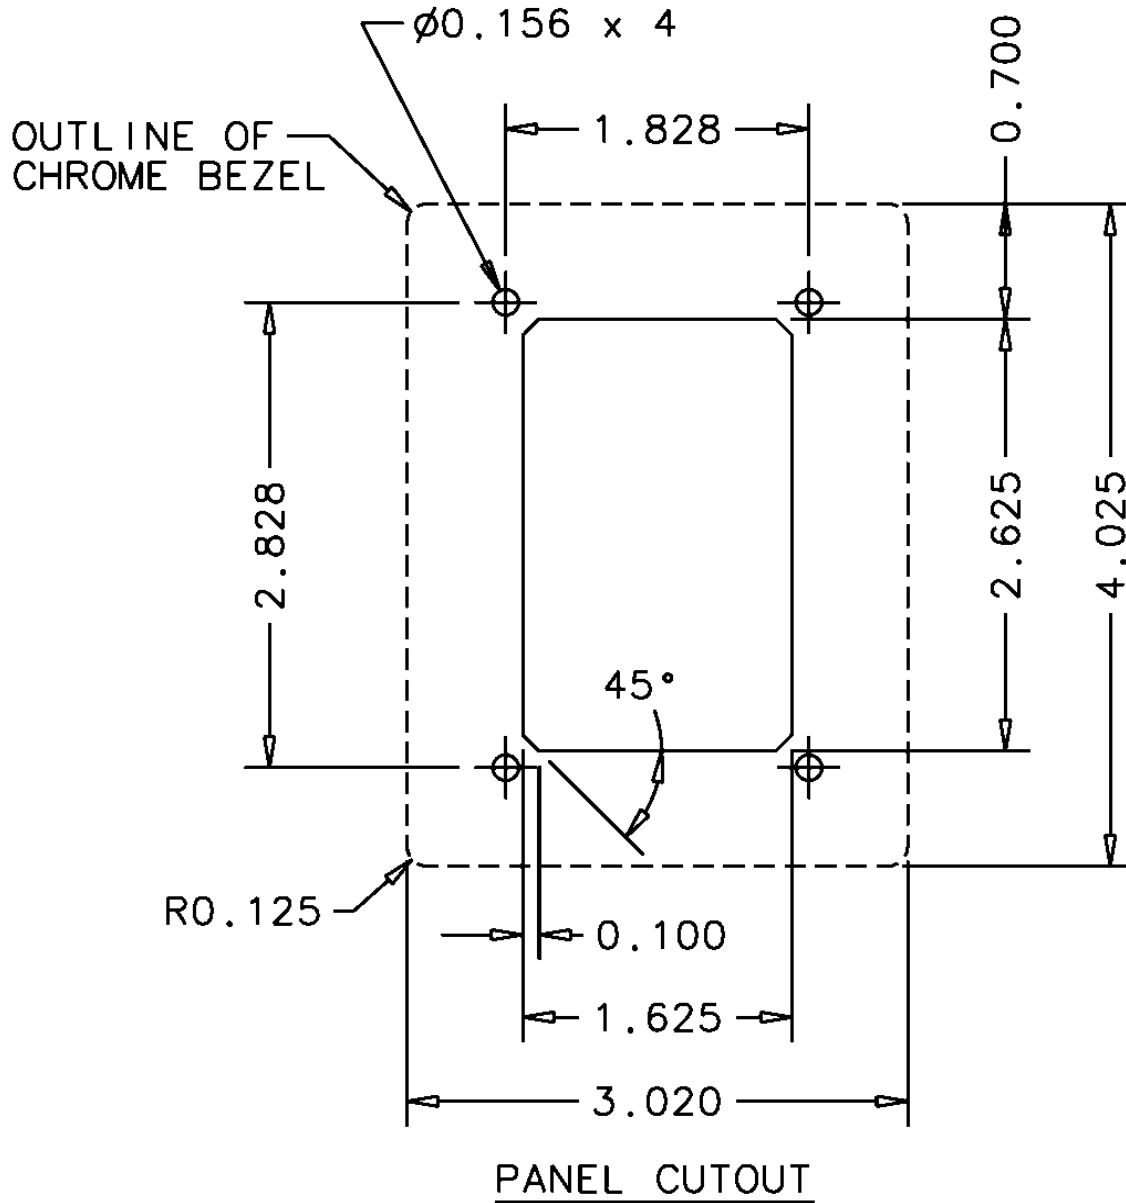 Ø0.156 x 4
0.700
1.828
OUTLINE OF
CHROME BEZEL
2.828
2.625
4.025
45°
R0.125
0.100
1.625
3.020
PANEL CUTOUT